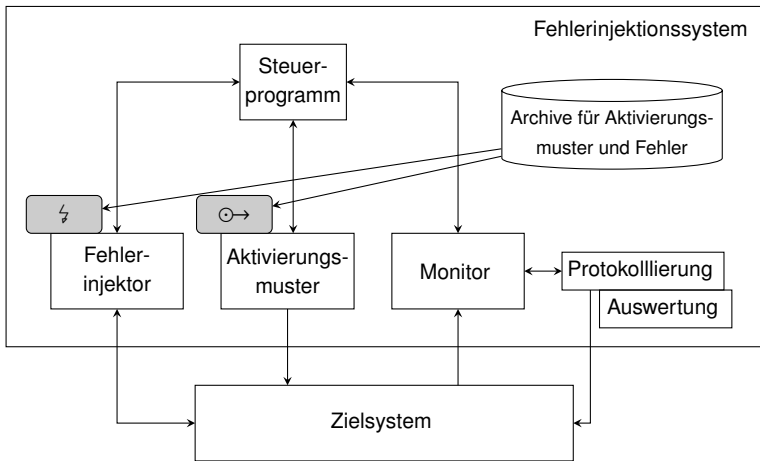 Fehlerinjektionssystem
Steuer-
programm
Archive für Aktivierungs-
muster und Fehler
Fehler-
injektor
Aktivierungs-
muster
Monitor
Protokolllierung
Auswertung
Zielsystem